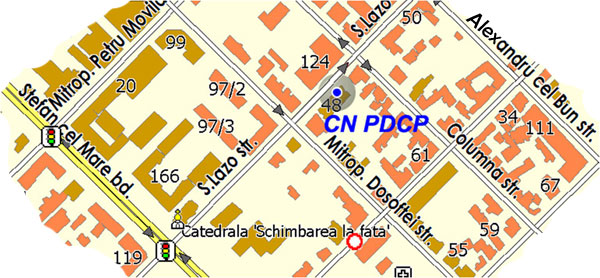 Mitrop. Petru Movilă
99
20
Stefan Cel Mare bd.
97/2
97/3
166
S.Lazo str.
119
124
S.Lazo
50
Alexandru cel Bun str.
48
CN PDCP
Mitrop. Dosoftei str.
61
Columna str.
34
111
67
59
55
Catedrala 'Schimbarea la fata'